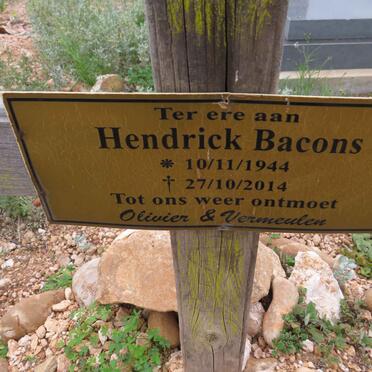 Ter ere aan
Hendrick Bacons
* 10/11/1944
† 27/10/2014
Tot ons weer ontmoet
Olivier & Vermeulen